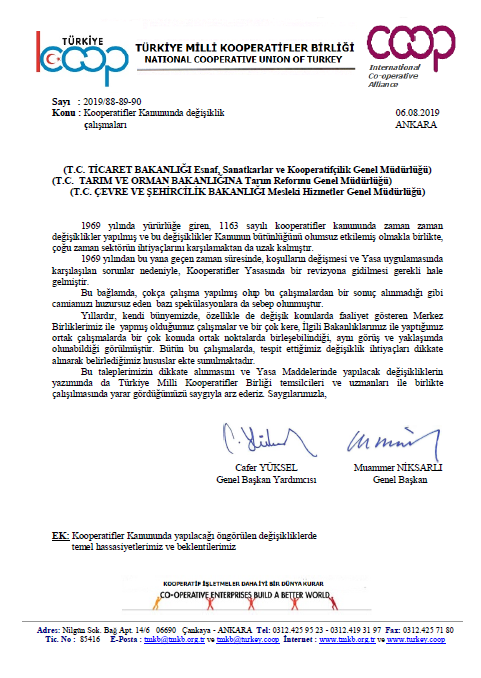 TÜRKİYE
koop
TÜRKİYE MİLLİ KOOPERATİFLER BİRLİĞİ
NATIONAL COOPERATIVE UNION OF TURKEY
coop
International
Co-operative
Alliance
Sayı : 2019/88-89-90
Konu : Kooperatifler Kanununda değişiklik
çalışmaları
06.08.2019
ANKARA
(T.C. TİCARET BAKANLIĞI Esnaf, Sanatkarlar ve Kooperatifçilik Genel Müdürlüğü)
(T.C. TARIM VE ORMAN BAKANLIĞINA Tarım Reformu Genel Müdürlüğü)
(T.C. ÇEVRE VE ŞEHİRCİLİK BAKANLIĞI Mesleki Hizmetler Genel Müdürlüğü)
1969 yılında yürürlüğe giren, 1163 sayılı kooperatifler kanununda zaman zaman
değişiklikler yapılmış ve bu değişiklikler Kanunun bütünlüğünü olumsuz etkilemiş olmakla birlikte,
çoğu zaman sektörün ihtiyaçlarını karşılamaktan da uzak kalmıştır.
1969 yılından bu yana geçen zaman süresinde, koşulların değişmesi ve Yasa uygulamasında
karşılaşılan sorunlar nedeniyle, Kooperatifler Yasasında bir revizyona gidilmesi gerekli hale
gelmiştir.
Bu bağlamda, çokça çalışma yapılmış olup bu çalışmalardan bir sonuç alınmadığı gibi
camiamızı huzursuz eden bazı spekülasyonlara da sebep olunmuştur.
Yıllardır, kendi bünyemizde, özellikle de değişik konularda faaliyet gösteren Merkez
Birliklerimiz ile yapmış olduğumuz çalışmalar ve bir çok kere, İlgili Bakanlıklarımız ile yaptığımız
ortak çalışmalarda bir çok konuda ortak noktalarda birleşebilindiği, aynı görüş ve yaklaşımda
olunabildiği görülmüştür. Bütün bu çalışmalarda, tespit ettiğimiz değişiklik ihtiyaçları dikkate
alınarak belirlediğimiz hususlar ekte sunulmaktadır.
Bu taleplerimizin dikkate alınmasını ve Yasa Maddelerinde yapılacak değişikliklerin
yazımında da Türkiye Milli Kooperatifler Birliği temsilcileri ve uzmanları ile birlikte
çalışılmasında yarar gördüğümüzü saygıyla arz ederiz. Saygılarımızla,
Cafer YÜKSEL
Genel Başkan Yardımcısı
Muammer NİKSARLI
Genel Başkan
EK: Kooperatifler Kanununda yapılacağı öngörülen değişikliklerde
temel hassasiyetlerimiz ve beklentilerimiz
KOOPERATİF İŞLETMELER DAHA İYİ BİR DÜNYA KURAR
CO-OPERATIVE ENTERPRISES BUILD A BETTER WORLD
Adres: Nilgün Sok. Bağ Apt. 14/6 06690 Çankaya - ANKARA Tel: 0312.425 95 23 - 0312.419 31 97 Fax: 0312.425 71 80
Tic. No : 85416 E-Posta : tmkb@tmkb.org.tr ve tmkb@turkey.coop İnternet : www.tmkb.org.tr ve www.turkey.coop